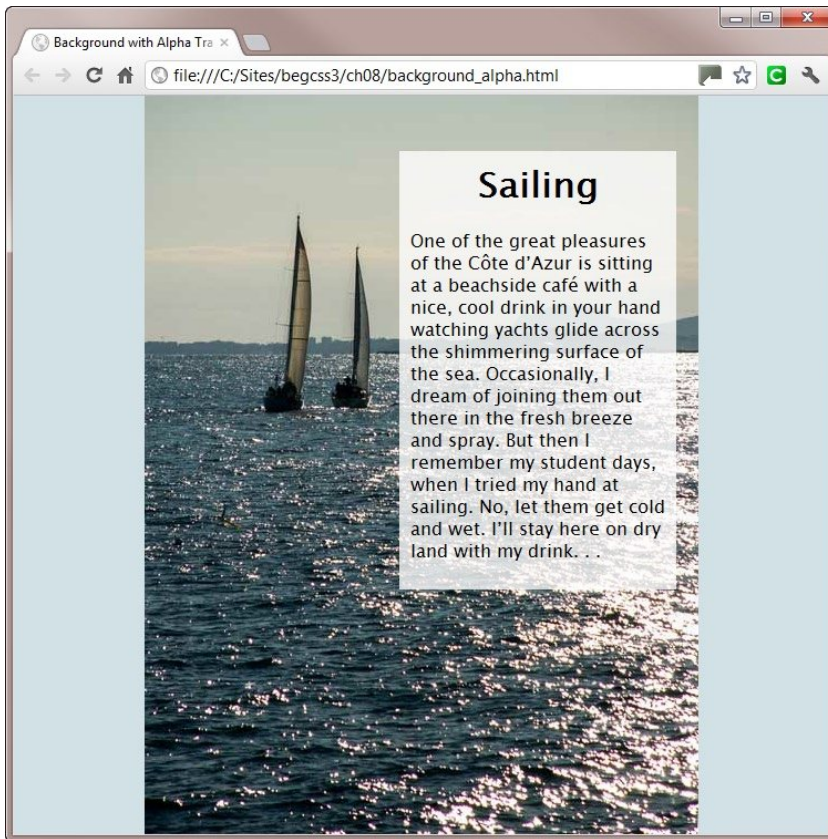 Background with Alpha Tra
file:///C:/Sites/begcss3/ch08/background_alpha.html
Sailing
One of the great pleasures
of the Côte d’Azur is sitting
at a beachside café with a
nice, cool drink in your hand
watching yachts glide across
the shimmering surface of
the sea. Occasionally, I
dream of joining them out
there in the fresh breeze
and spray. But then I
remember my student days,
when I tried my hand at
sailing. No, let them get cold
and wet. I’ll stay here on dry
land with my drink. . .